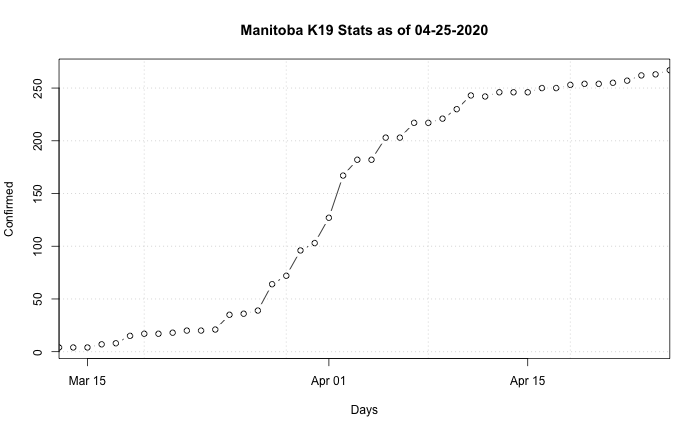 Manitoba K19 Stats as of 04-25-2020
250
200
150
100
50
0
Confirmed
Mar 15
Apr 01
Apr 15
Days